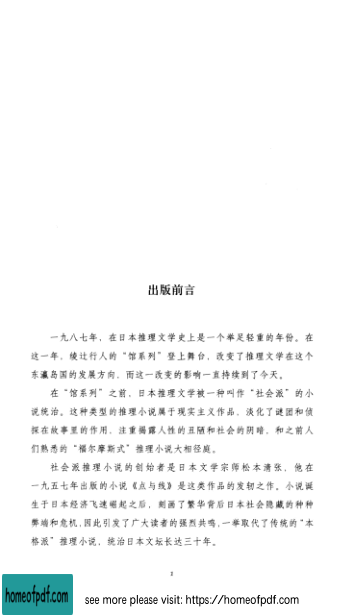 出版前言
一九八七年，在日本推理文学史上是一个举足轻重的年份。在
这一年，绫辻行人的“馆系列”登上舞台，改变了推理文学在这个
东瀛岛国的发展方向，而这一改变的影响一直持续到了今天。
在“馆系列”之前，日本推理文学被一种叫作“社会派”的小
说统治。这种类型的推理小说属于现实主义作品，淡化了谜团和侦
探在故事里的作用，注重揭露人性的丑陋和社会的阴暗，和之前人
们熟悉的“福尔摩斯式”推理小说大相径庭。
社会派推理小说的创始者是日本文学宗师松本清张，他在
一九五七年出版的小说《点与线》是这类作品的发轫之作。小说诞
生于日本经济飞速崛起之后，刻画了繁华背后日本社会隐藏的种种
弊端和危机，因此引发了广大读者的强烈共鸣，一举取代了传统的“本
格派”推理小说，统治日本文坛长达三十年。
homeofpdf.com
see more please visit: https://homeofpdf.com